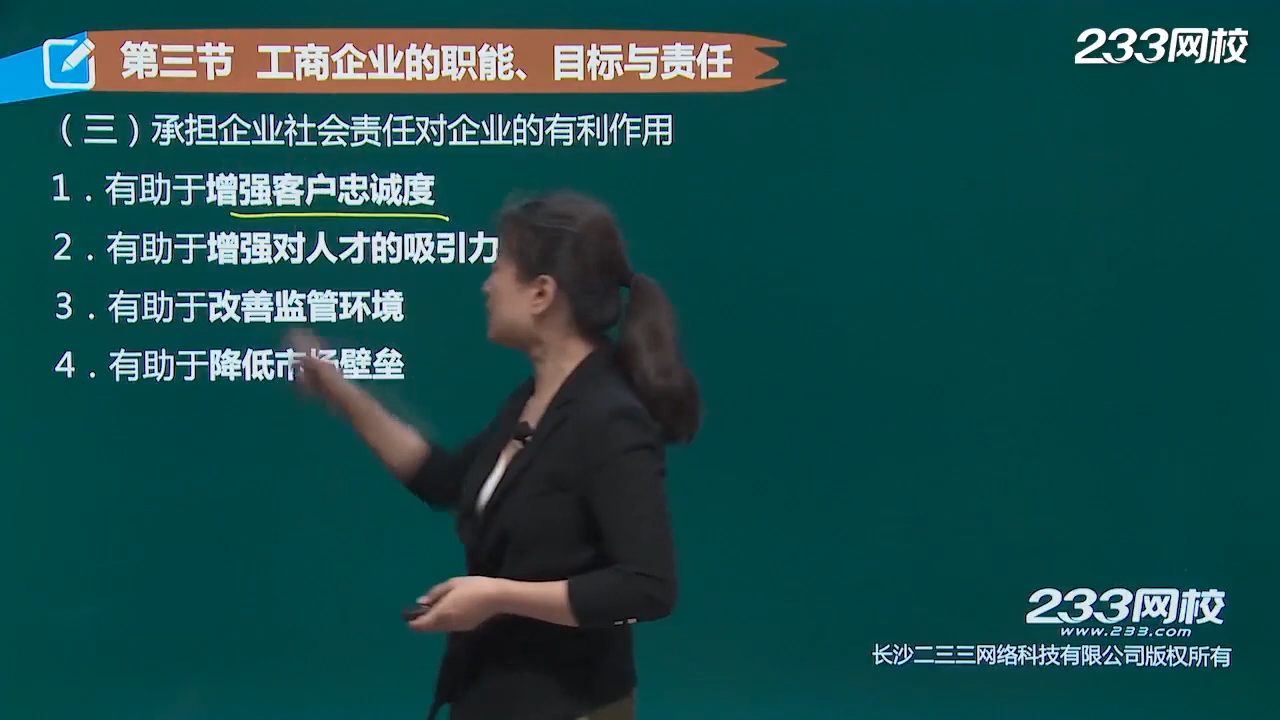 第三节 工商企业的职能、目标与责任
233网校
（三）承担企业社会责任对企业的有利作用
1．有助于增强客户忠诚度
2．有助于增强对人才的吸引力
3．有助于改善监管环境
4．有助于降低市场壁垒
233网校
www.233.com
长沙二三三网络科技有限公司版权所有